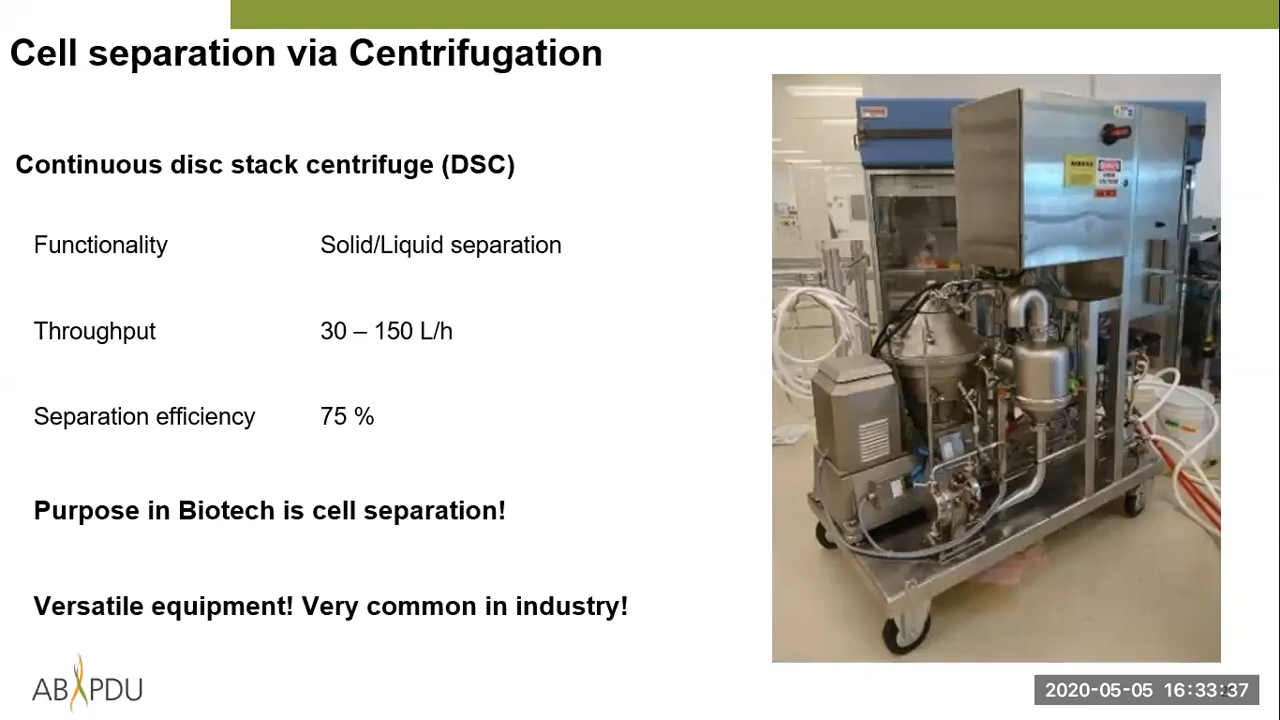 Cell separation via Centrifugation
Continuous disc stack centrifuge (DSC)
Functionality Solid/Liquid separation
Throughput 30 – 150 L/h
Separation efficiency 75 %
Purpose in Biotech is cell separation!
Versatile equipment! Very common in industry!
ABPDU
2020-05-05 16:33:37